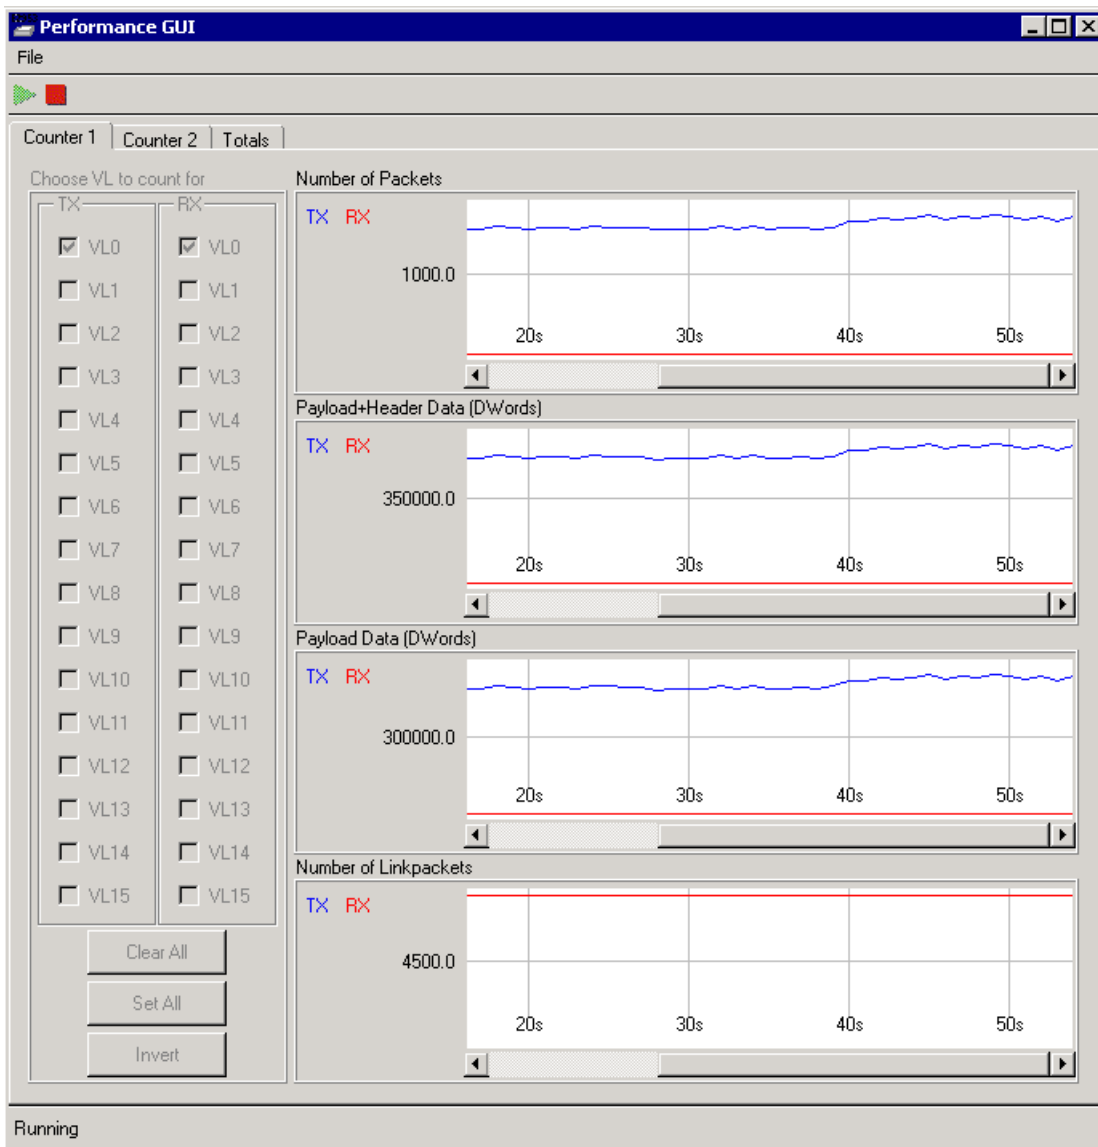 Performance GUI
File
Counter 1 Counter 2 Totals
Choose VL to count for
TX RX
VL0 VL0
VL1 VL1
VL2 VL2
VL3 VL3
VL4 VL4
VL5 VL5
VL6 VL6
VL7 VL7
VL8 VL8
VL9 VL9
VL10 VL10
VL11 VL11
VL12 VL12
VL13 VL13
VL14 VL14
VL15 VL15
Clear All
Set All
Invert
Number of Packets
TX RX
1000.0
20s 30s 40s 50s
Payload+Header Data (DWords)
TX RX
350000.0
20s 30s 40s 50s
Payload Data (DWords)
TX RX
300000.0
20s 30s 40s 50s
Number of Linkpackets
TX RX
4500.0
20s 30s 40s 50s
Running